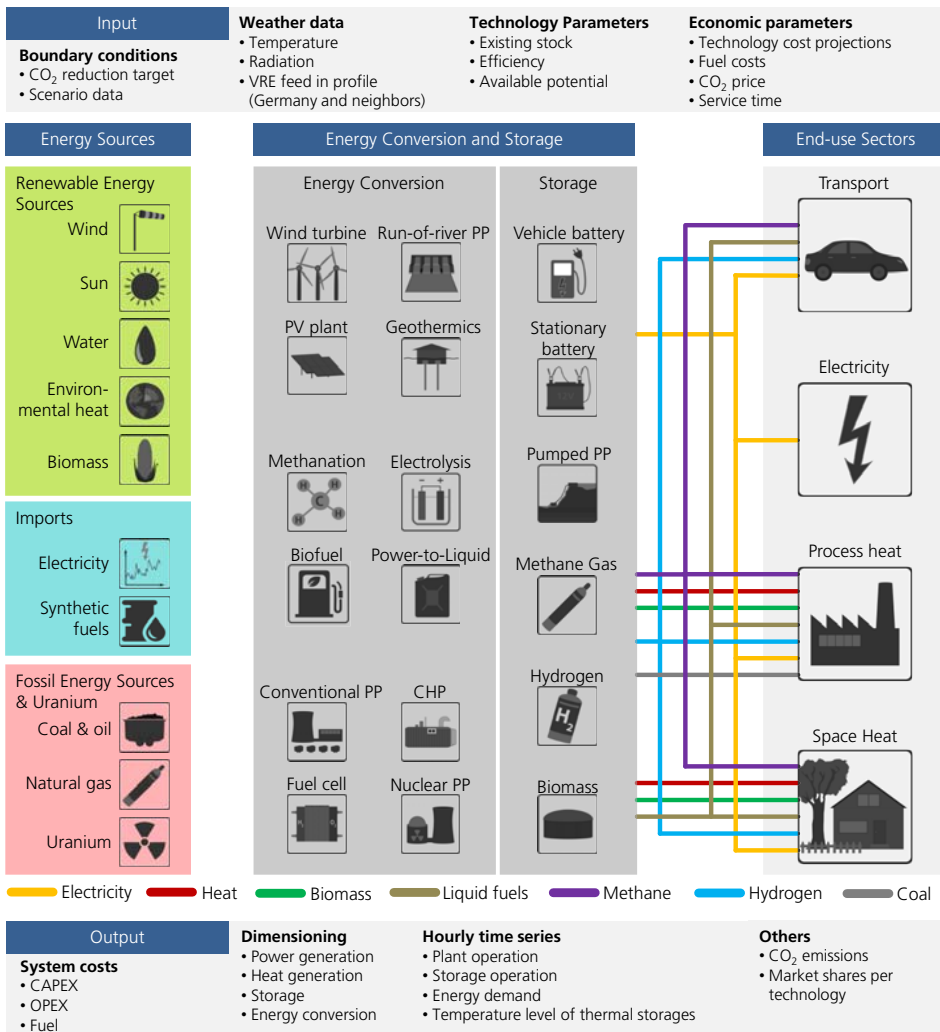 Input
Boundary conditions
• CO₂ reduction target
• Scenario data
Weather data
• Temperature
• Radiation
• VRE feed in profile
(Germany and neighbors)
Technology Parameters
• Existing stock
• Efficiency
• Available potential
Economic parameters
• Technology cost projections
• Fuel costs
• CO₂ price
• Service time
Energy Sources
Energy Conversion and Storage
End-use Sectors
Renewable Energy
Sources
Wind
Sun
Water
Environ-
mental heat
Biomass
Imports
Electricity
Synthetic
fuels
Fossil Energy Sources
& Uranium
Coal & oil
Natural gas
Uranium
Energy Conversion
Wind turbine
Run-of-river PP
PV plant
Geothermics
Methanation
Electrolysis
H
H
C
H
H
- +
Biofuel
Power-to-Liquid
Conventional PP
CHP
Fuel cell
Nuclear PP
Storage
Vehicle battery
Stationary
battery
12V
Pumped PP
Methane Gas
Hydrogen
H₂
Biomass
Transport
Electricity
Process heat
Space Heat
Electricity
Heat
Biomass
Liquid fuels
Methane
Hydrogen
Coal
Output
System costs
• CAPEX
• OPEX
• Fuel
Dimensioning
• Power generation
• Heat generation
• Storage
• Energy conversion
Hourly time series
• Plant operation
• Storage operation
• Energy demand
• Temperature level of thermal storages
Others
• CO₂ emissions
• Market shares per
technology